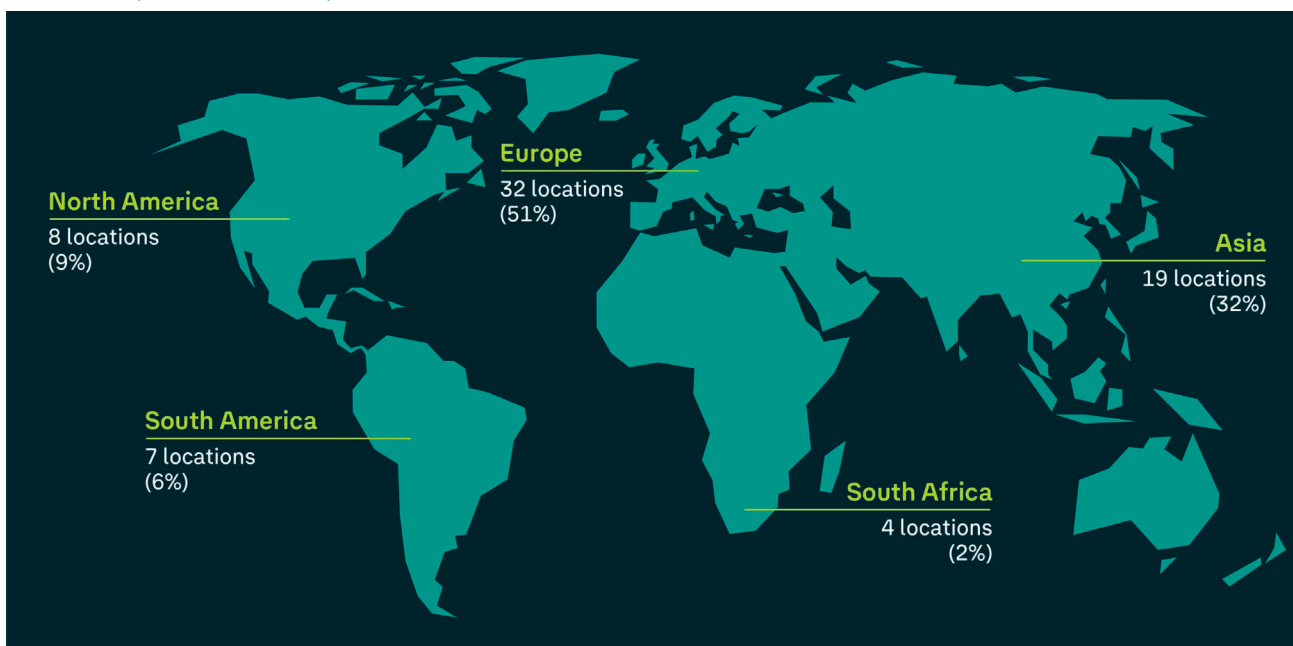 Europe
32 locations
(51%)
North America
8 locations
(9%)
Asia
19 locations
(32%)
South America
7 locations
(6%)
South Africa
4 locations
(2%)